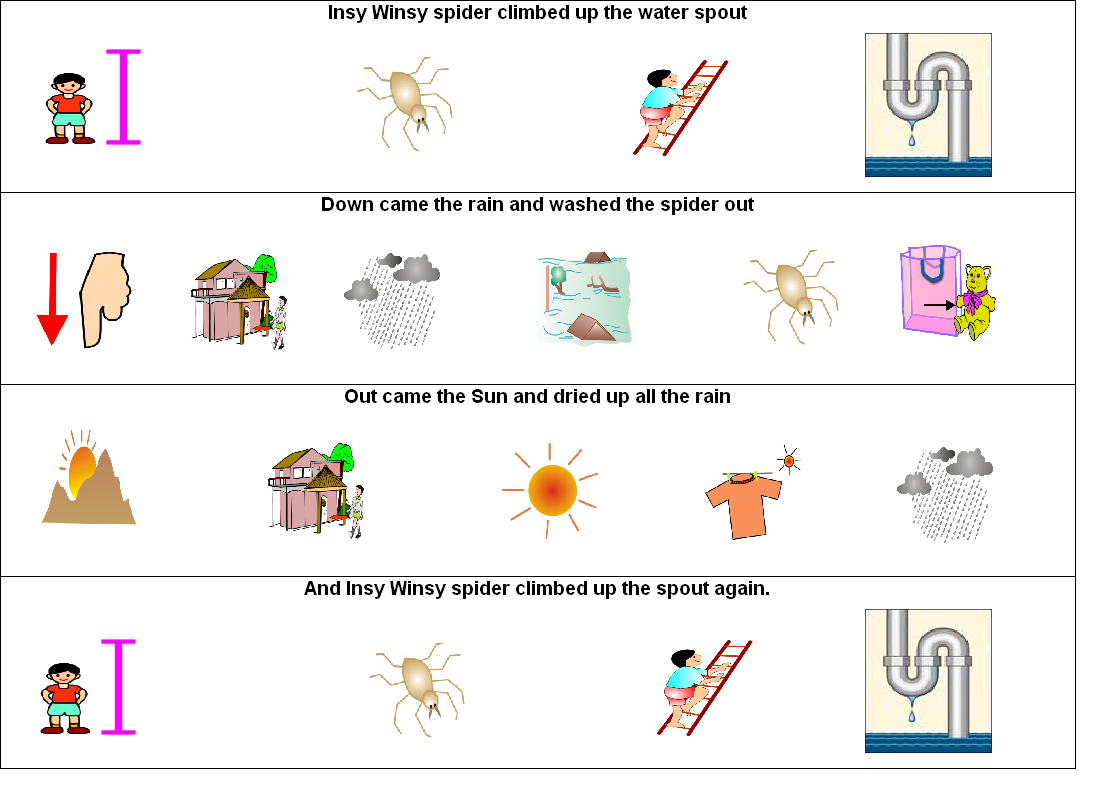 Insy Winsy spider climbed up the water spout
Down came the rain and washed the spider out
Out came the Sun and dried up all the rain
And Insy Winsy spider climbed up the spout again.